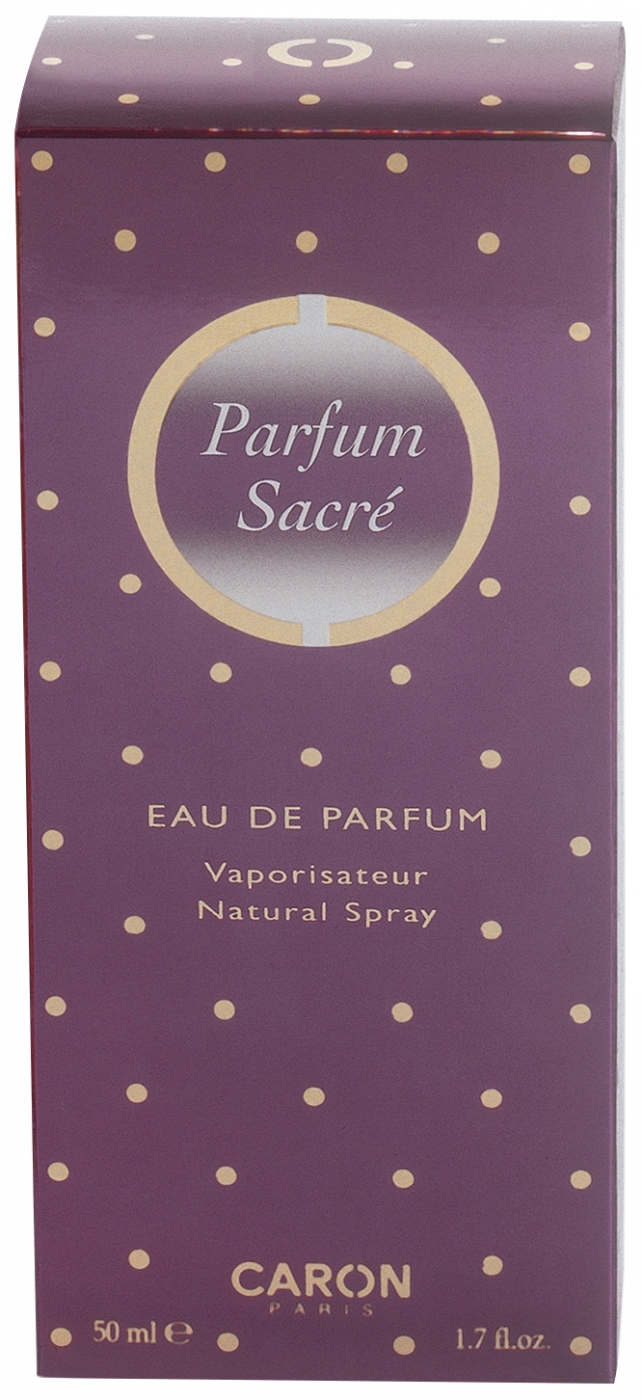 Parfum
Sacré
EAU DE PARFUM
Vaporisateur
Natural Spray
CARON
PARIS
50 ml ℮ 1.7 fl.oz.